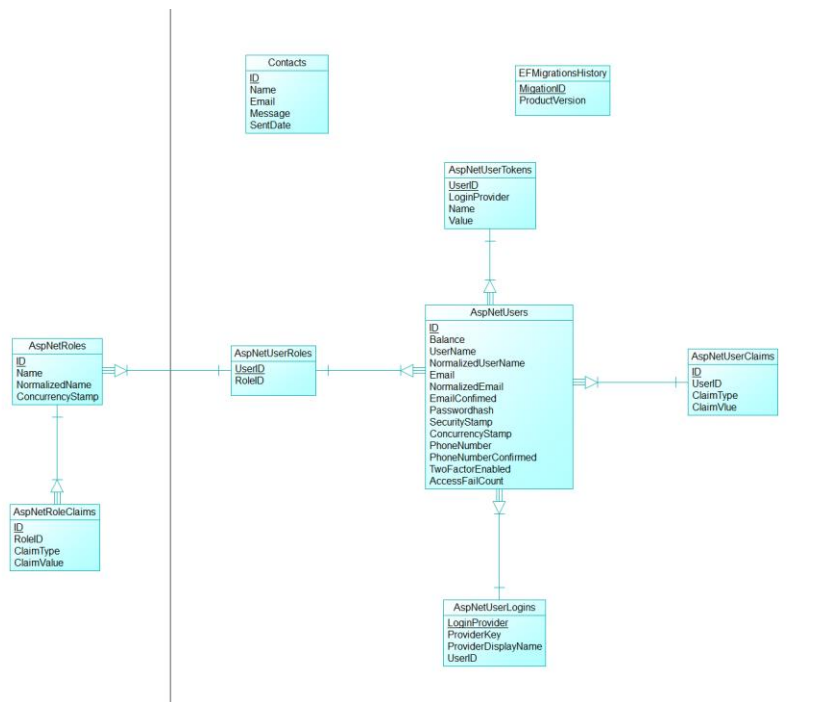 Contacts
ID
Name
Email
Message
SentDate
EFMigrationsHistory
MigationID
ProductVersion
AspNetUserTokens
UserID
LoginProvider
Name
Value
AspNetRoles
ID
Name
NormalizedName
ConcurrencyStamp
AspNetUserRoles
UserID
RoleID
AspNetUsers
ID
Balance
UserName
NormalizedUserName
Email
NormalizedEmail
EmailConfimed
Passwordhash
SecurityStamp
ConcurrencyStamp
PhoneNumber
PhoneNumberConfirmed
TwoFactorEnabled
AccessFailCount
AspNetUserClaims
ID
UserID
ClaimType
ClaimVlue
AspNetRoleClaims
ID
RoleID
ClaimType
ClaimValue
AspNetUserLogins
LoginProvider
ProviderKey
ProviderDisplayName
UserID